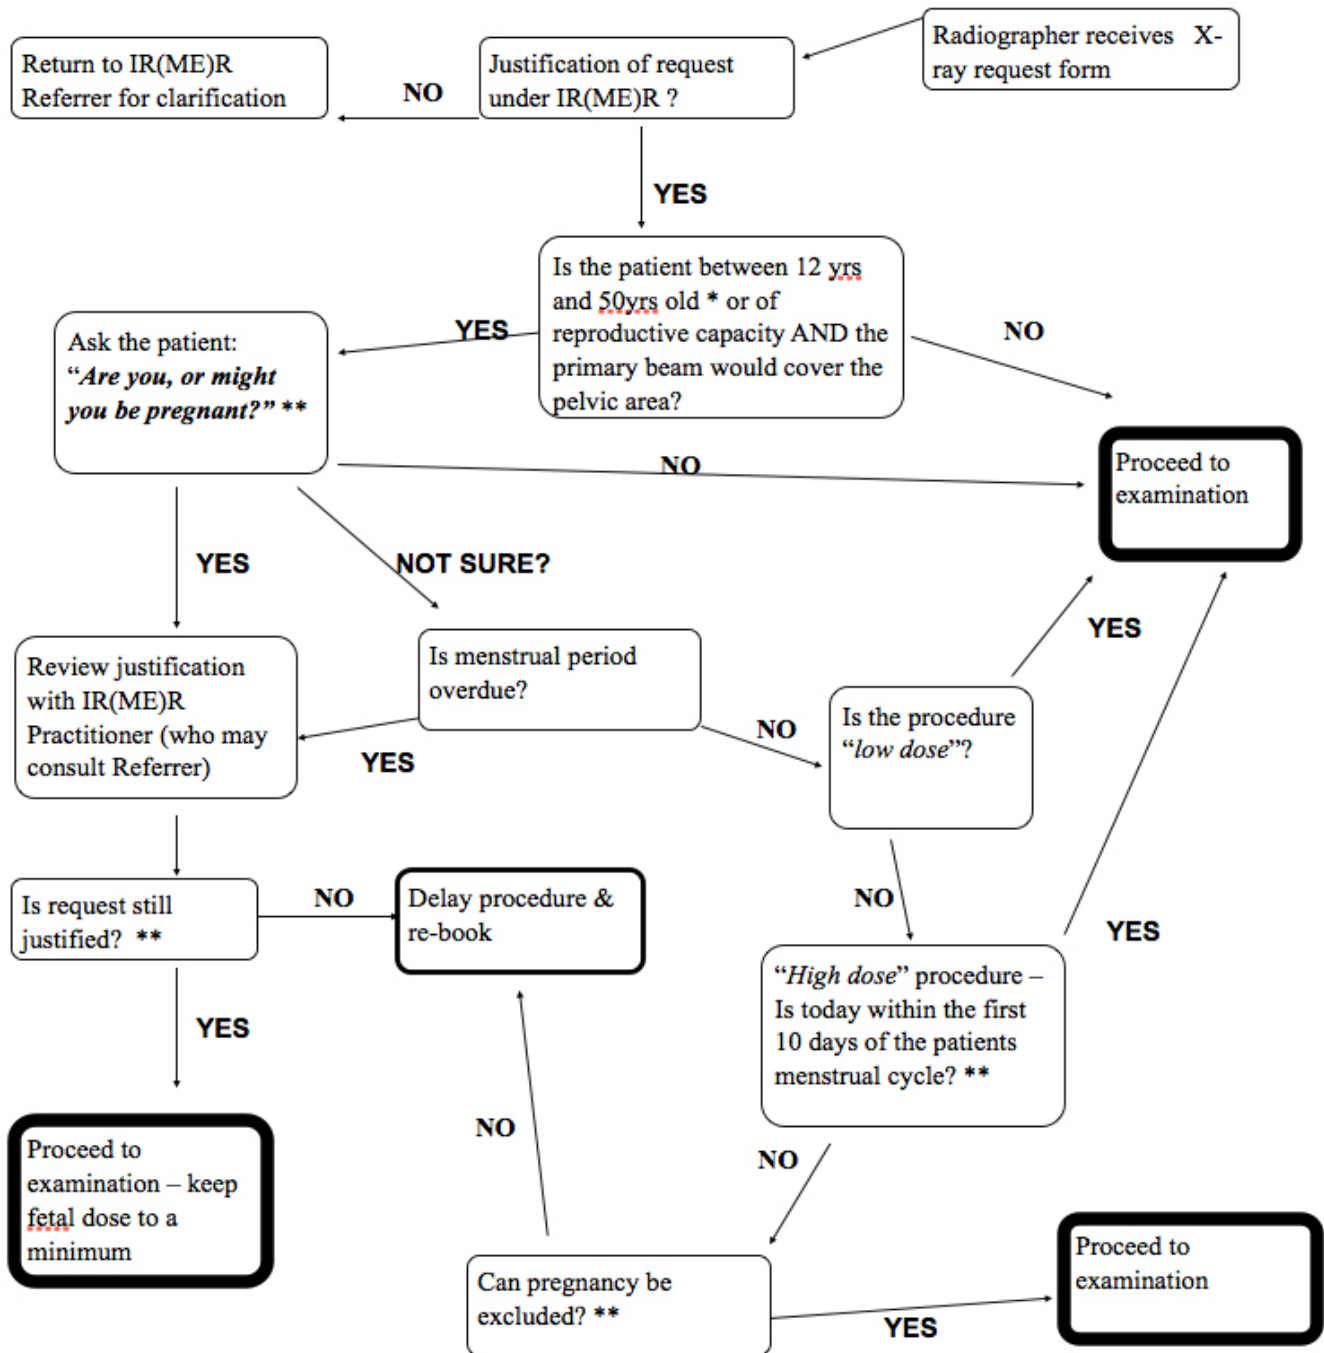 Radiographer receives X-
ray request form
Justification of request
under IR(ME)R ?
NO
Return to IR(ME)R
Referrer for clarification
YES
Is the patient between 12 yrs
and 50yrs old * or of
reproductive capacity AND the
primary beam would cover the
pelvic area?
YES
NO
Ask the patient:
“Are you, or might
you be pregnant?” **
NO
Proceed to
examination
YES
NOT SURE?
Is menstrual period
overdue?
YES
NO
Review justification
with IR(ME)R
Practitioner (who may
consult Referrer)
Is the procedure
“low dose”?
YES
NO
Is request still
justified? **
NO
Delay procedure &
re-book
YES
“High dose” procedure –
Is today within the first
10 days of the patients
menstrual cycle? **
YES
NO
Proceed to
examination – keep
fetal dose to a
minimum
NO
Can pregnancy be
excluded? **
YES
Proceed to
examination